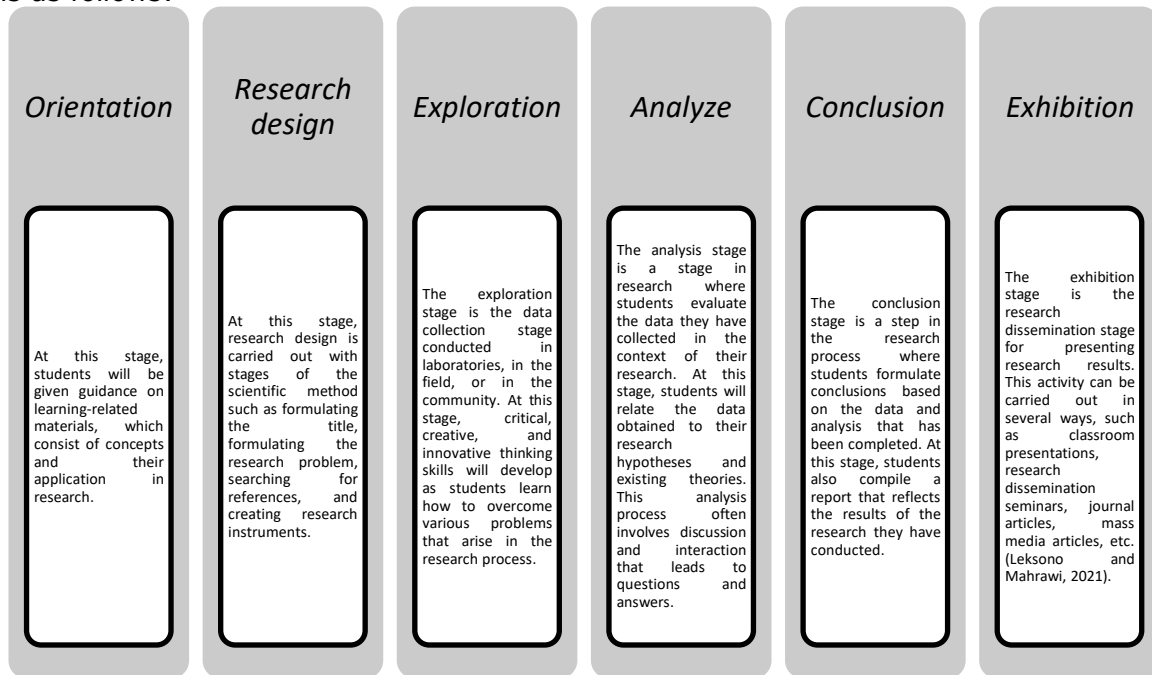 is as follows:
Orientation
At this stage,
students will be
given guidance on
learning-related
materials, which
consist of concepts
and their
application in
research.
Research
design
At this stage,
research design is
carried out with
stages of the
scientific method
such as formulating
the title,
formulating the
research problem,
searching for
references, and
creating research
instruments.
Exploration
The exploration
stage is the data
collection stage
conducted in
laboratories, in the
field, or in the
community. At this
stage, critical,
creative, and
innovative thinking
skills will develop
as students learn
how to overcome
various problems
that arise in the
research process.
Analyze
The analysis stage
is a stage in
research where
students evaluate
the data they have
collected in the
context of their
research. At this
stage, students will
relate the data
obtained to their
research
hypotheses and
existing theories.
This analysis
process often
involves discussion
and interaction
that leads to
questions and
answers.
Conclusion
The conclusion
stage is a step in
the research
process where
students formulate
conclusions based
on the data and
analysis that has
been completed. At
this stage, students
also compile a
report that reflects
the results of the
research they have
conducted.
Exhibition
The exhibition
stage is the
research
dissemination stage
for presenting
research results.
This activity can be
carried out in
several ways, such
as classroom
presentations,
research
dissemination
seminars, journal
articles, mass
media articles, etc.
(Leksono and
Mahrawi, 2021).